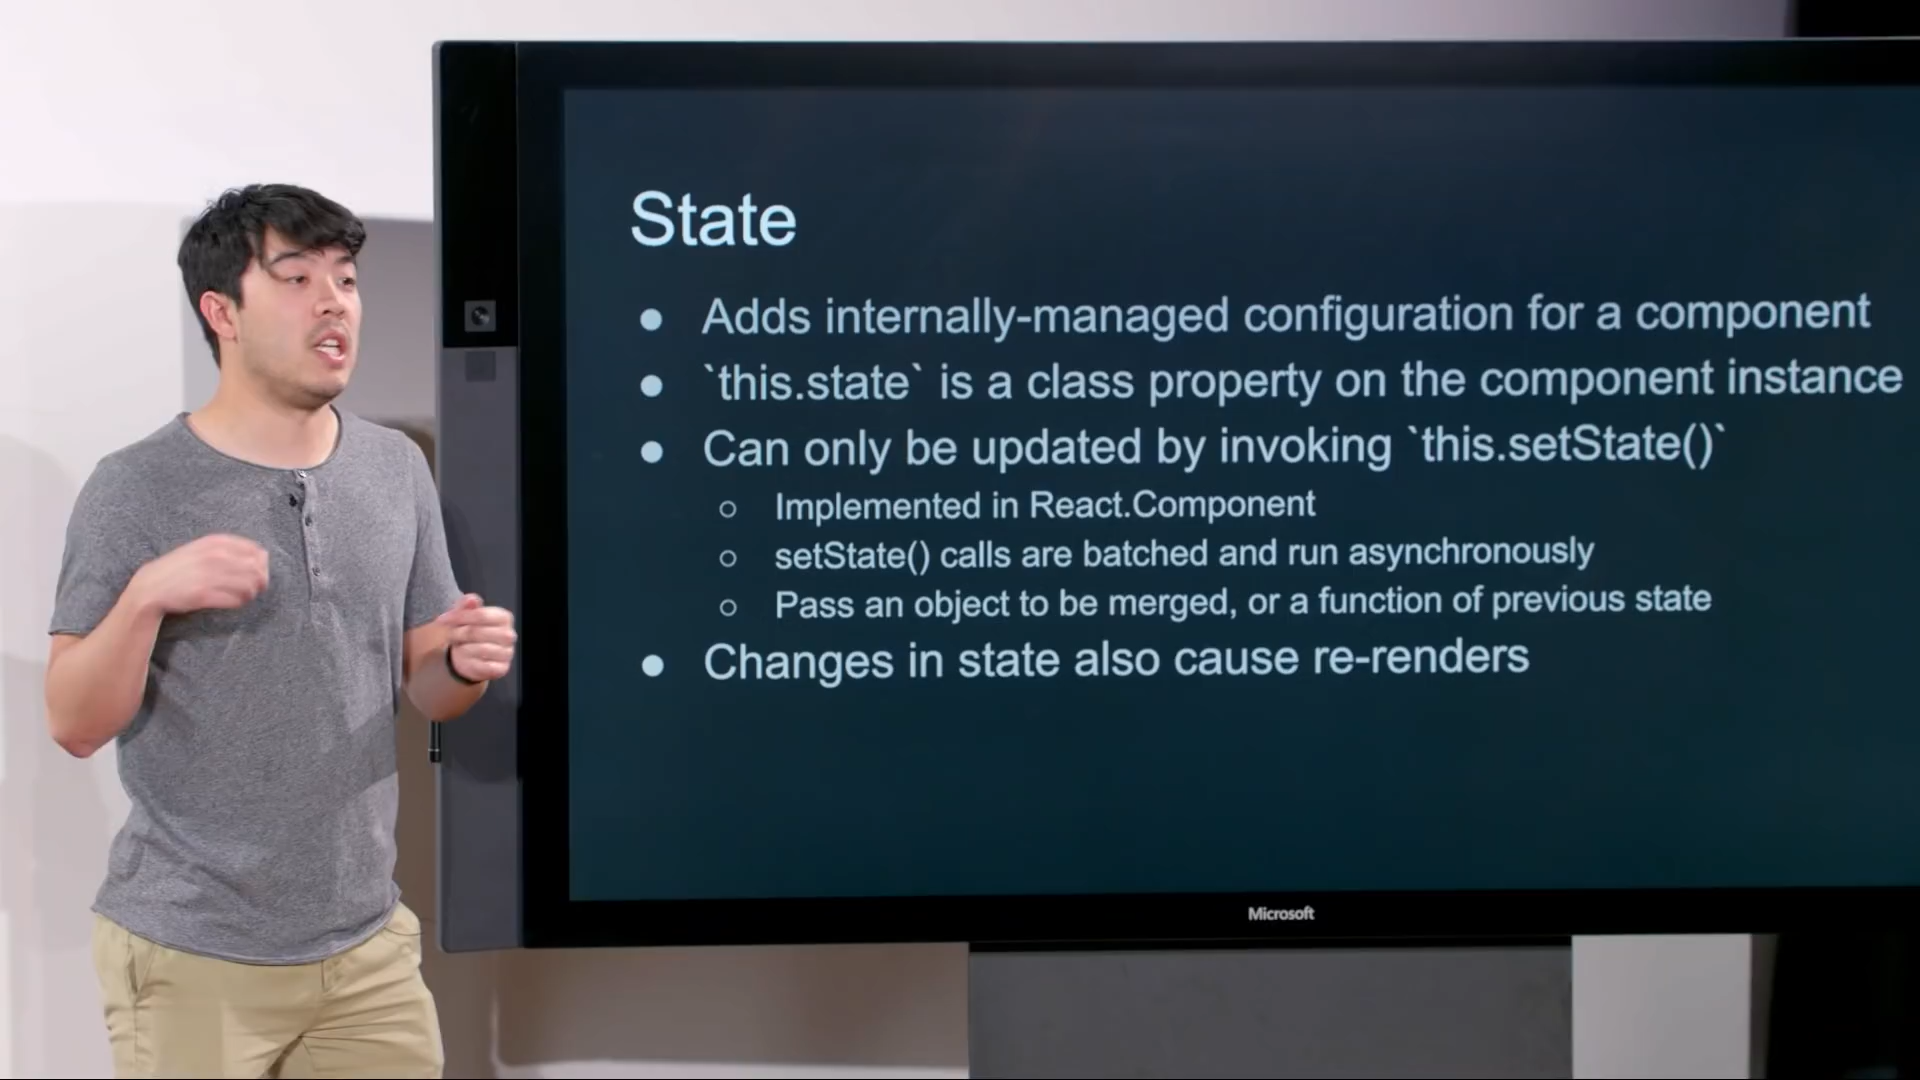 State
● Adds internally-managed configuration for a component
● `this.state` is a class property on the component instance
● Can only be updated by invoking `this.setState()`
○ Implemented in React.Component
○ setState() calls are batched and run asynchronously
○ Pass an object to be merged, or a function of previous state
● Changes in state also cause re-renders
Microsoft